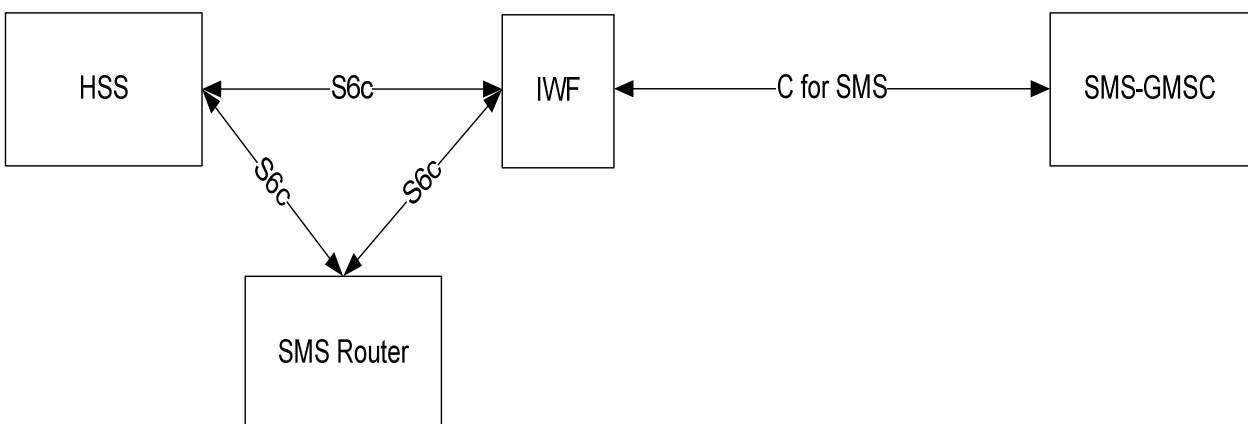 HSS
S6c
IWF
C for SMS
SMS-GMSC
S6c
S6c
SMS Router